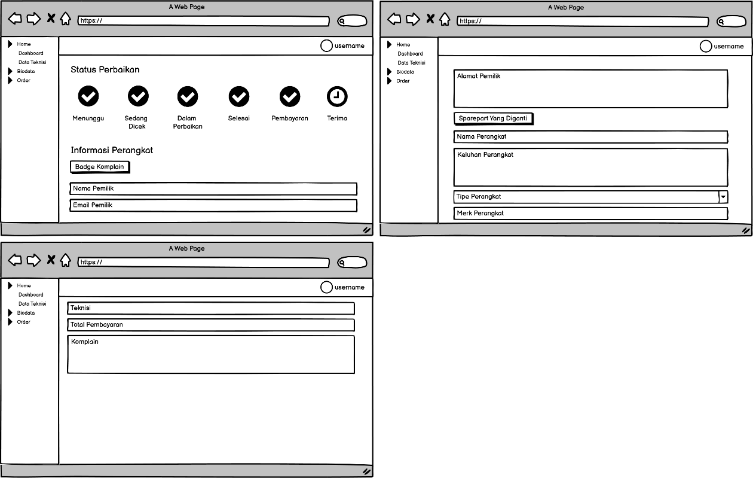 A Web Page
https://
Home
Dashboard
Data Teknisi
Biodata
Order
username
Status Perbaikan
Menunggu
Sedang Dicek
Dalam Perbaikan
Selesai
Pembayaran
Terima
Informasi Perangkat
Badge Komplain
Nama Pemilik
Email Pemilik
A Web Page
https://
Home
Dashboard
Data Teknisi
Biodata
Order
username
Alamat Pemilik
Sparepart Yang Diganti
Nama Perangkat
Keluhan Perangkat
Tipe Perangkat
Merk Perangkat
A Web Page
https://
Home
Dashboard
Data Teknisi
Biodata
Order
username
Teknisi
Total Pembayaran
Komplain